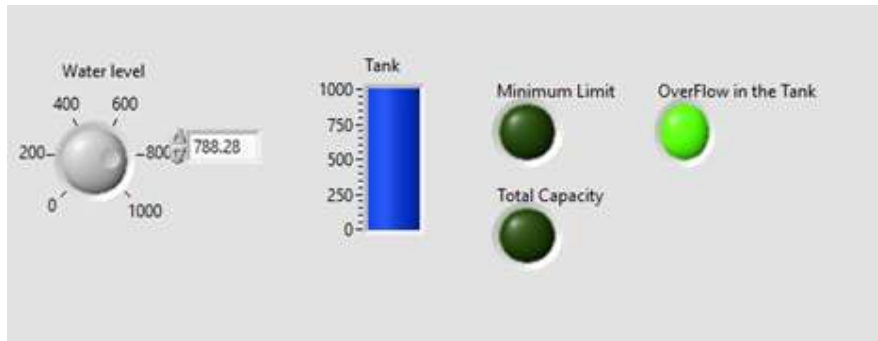 Water level
400 600
200 800 788.28
0 1000
Tank
1000
750
500
250
0
Minimum Limit
OverFlow in the Tank
Total Capacity